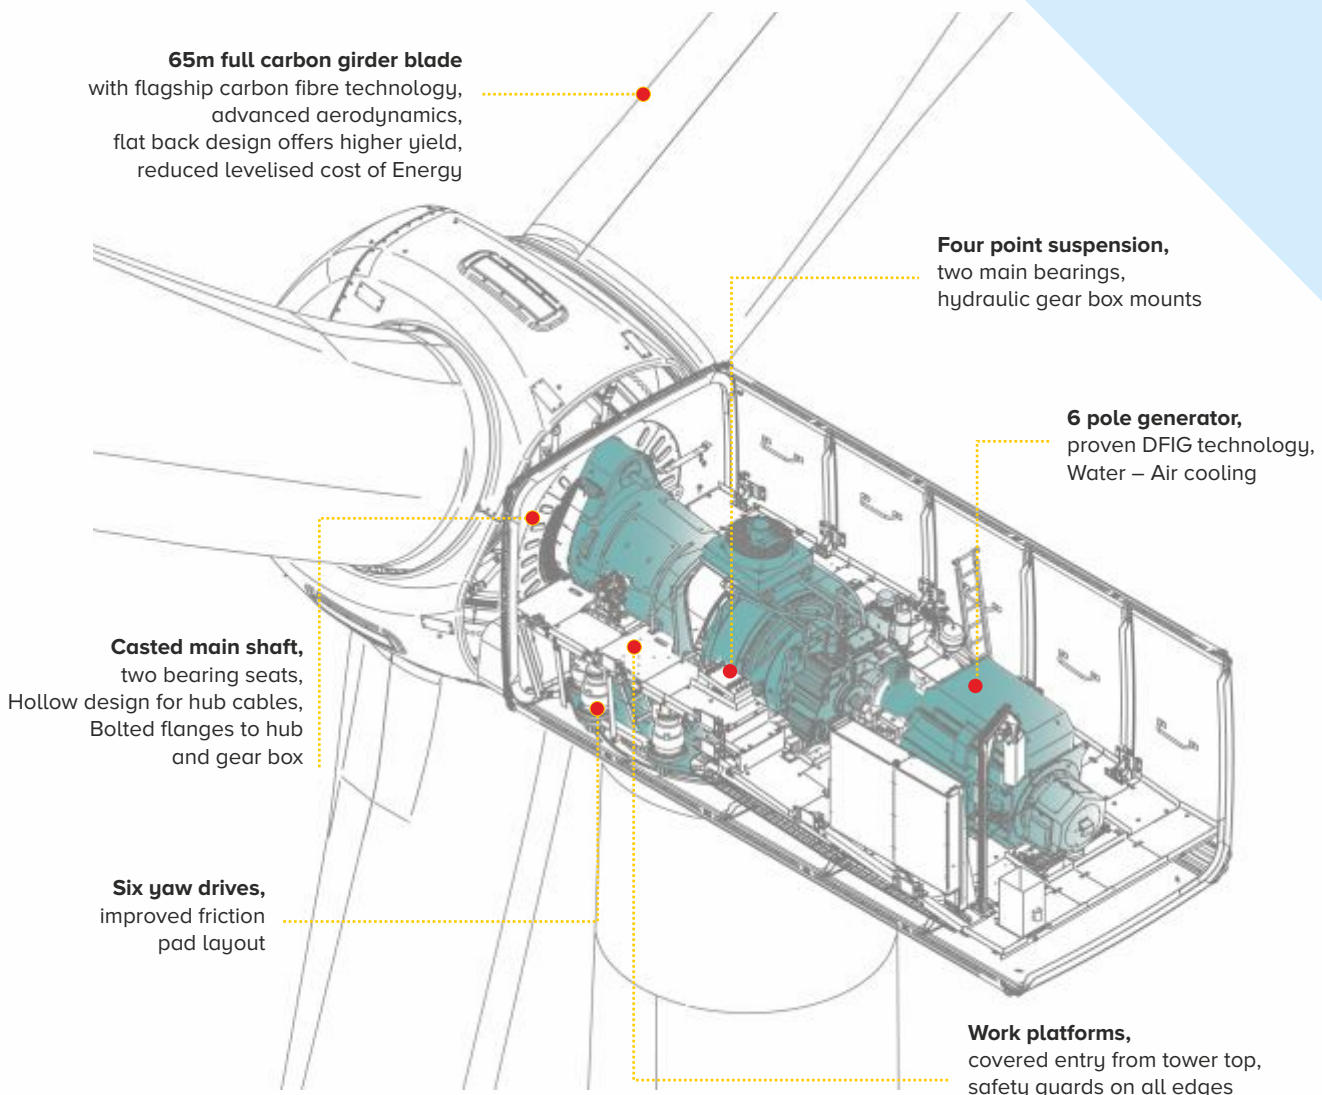 65m full carbon girder blade
with flagship carbon fibre technology,
advanced aerodynamics,
flat back design offers higher yield,
reduced levelised cost of Energy
Four point suspension,
two main bearings,
hydraulic gear box mounts
6 pole generator,
proven DFIG technology,
Water – Air cooling
Casted main shaft,
two bearing seats,
Hollow design for hub cables,
Bolted flanges to hub
and gear box
Six yaw drives,
improved friction
pad layout
Work platforms,
covered entry from tower top,
safety guards on all edges